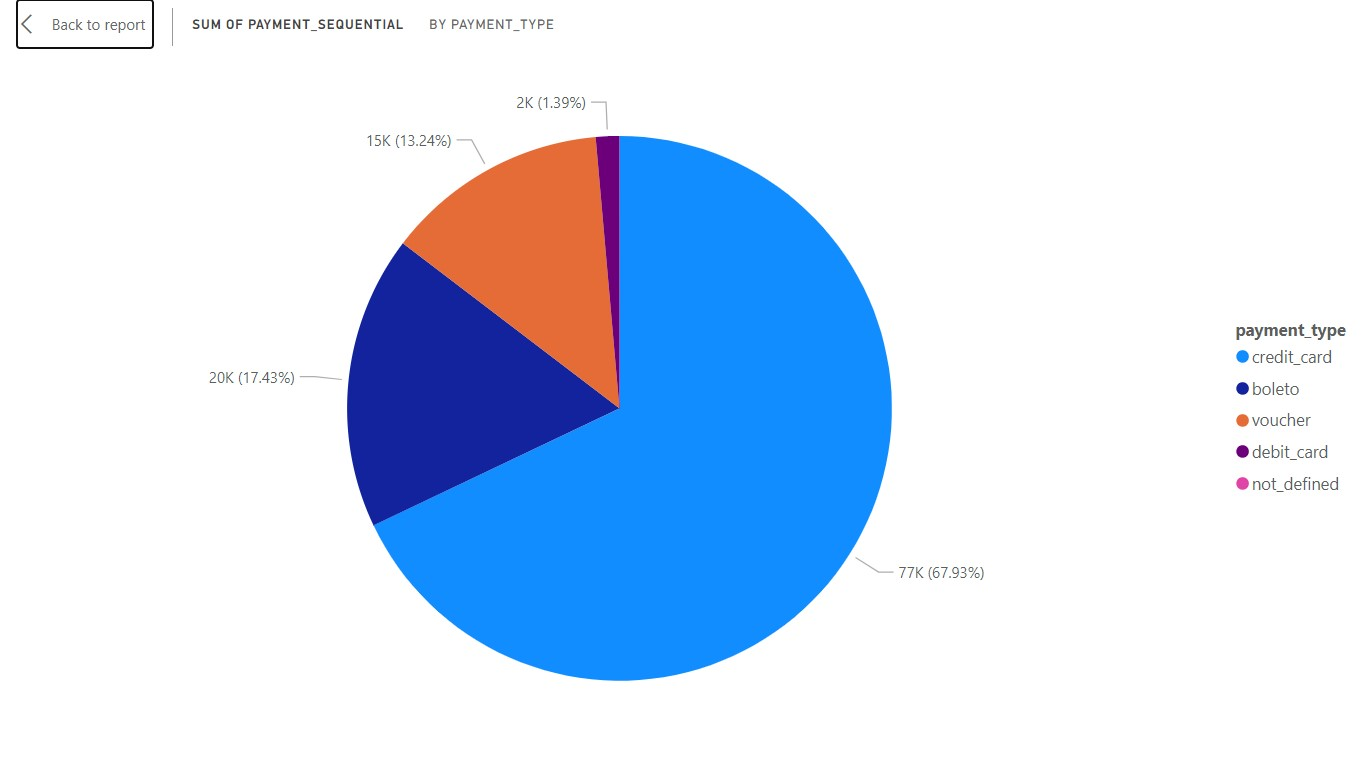 Back to report
SUM OF PAYMENT_SEQUENTIAL BY PAYMENT_TYPE
2K (1.39%)
15K (13.24%)
20K (17.43%)
77K (67.93%)
payment_type
credit_card
boleto
voucher
debit_card
not_defined